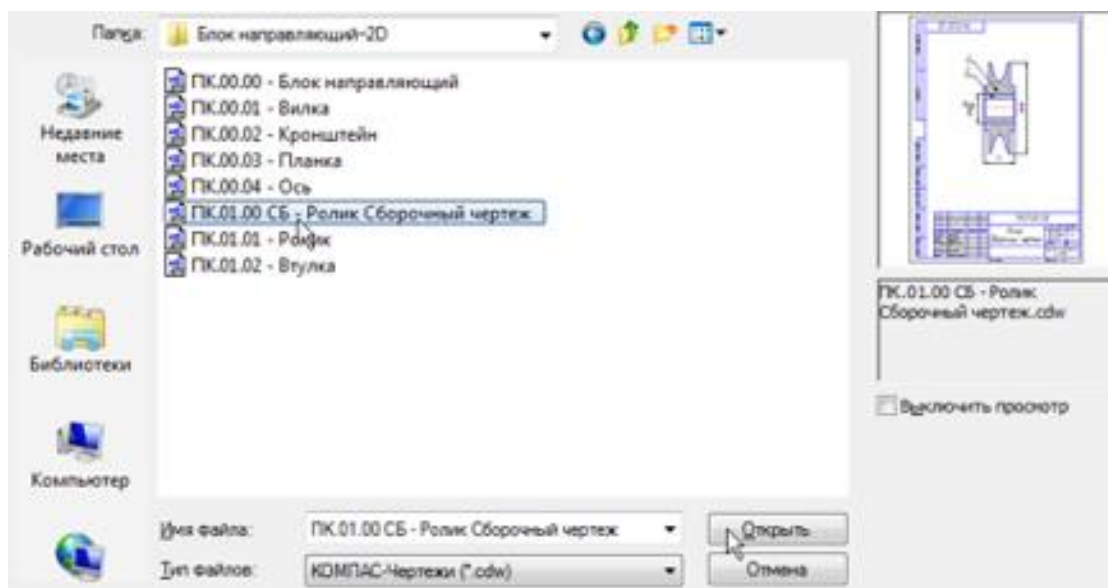 Папка:
Блок направляющий-2D
ПК.00.00 - Блок направляющий
ПК.00.01 - Вилка
ПК.00.02 - Кронштейн
ПК.00.03 - Планка
ПК.00.04 - Ось
ПК.01.00 СБ - Ролик Сборочный чертеж
ПК.01.01 - Ролик
ПК.01.02 - Втулка
Недавние
места
Рабочий стол
Библиотеки
Компьютер
ПК.01.00 СБ - Ролик
Сборочный чертеж.cdw
Выключить просмотр
Имя файла:
ПК.01.00 СБ - Ролик Сборочный чертеж
Открыть
Тип файлов:
КОМПАС-Чертежи (*.cdw)
Отмена